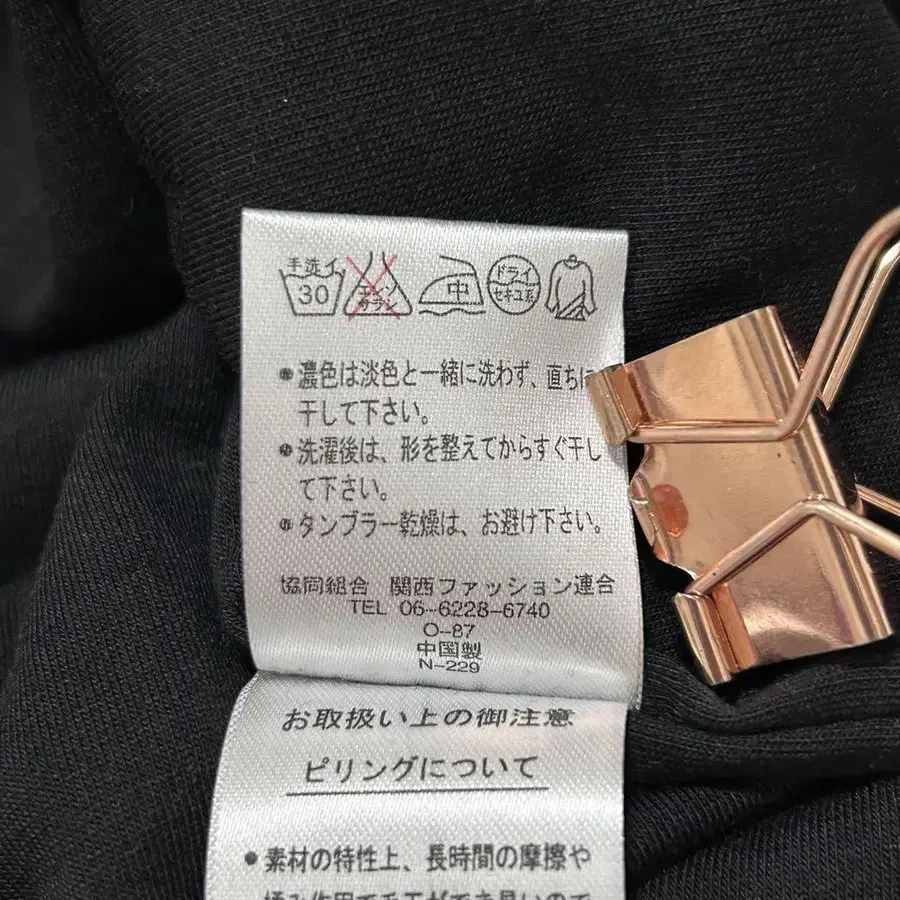 手洗イ 30 エンソ サラシ 中 ドライ セキユ系
●濃色は淡色と一緒に洗わず、直ちに
干して下さい。
●洗濯後は、形を整えてからすぐ干し
て下さい。
●タンブラー乾燥は、お避け下さい。
協同組合 関西ファッション連合
TEL 06-6228-6740
O-87
中国製
N-229
お取扱い上の御注意
ピリングについて
●素材の特性上、長時間の摩擦や